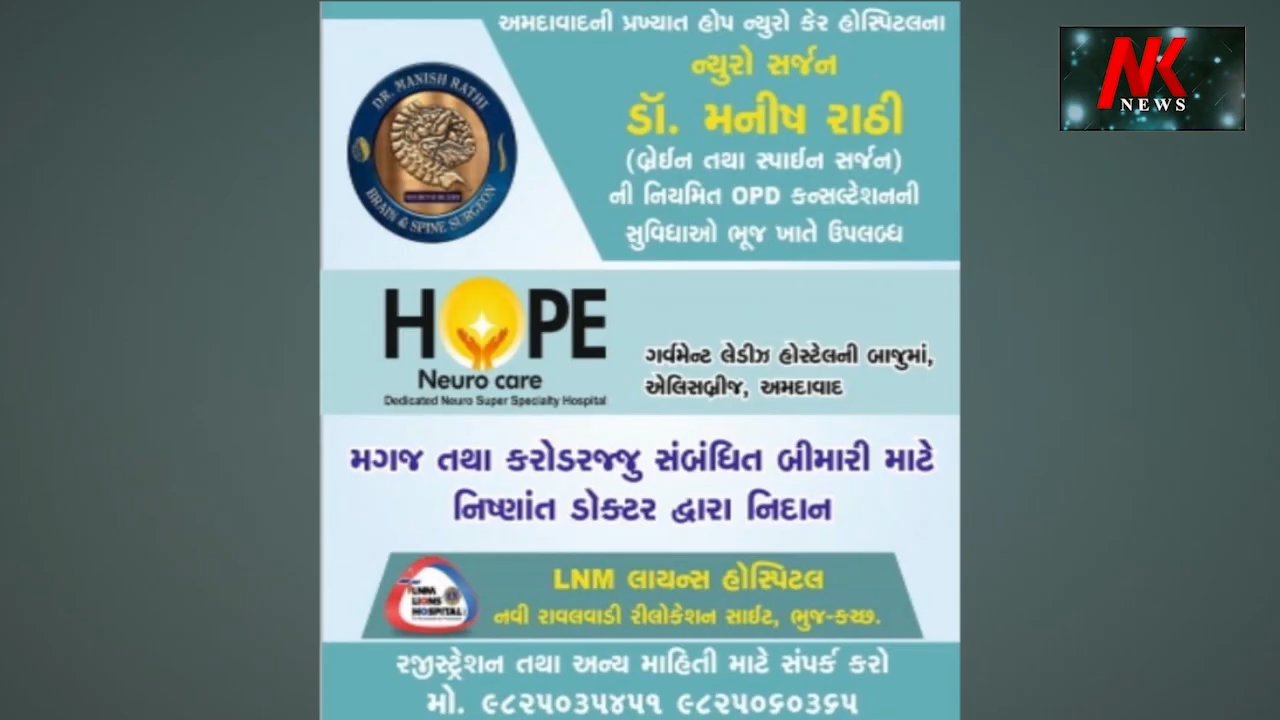 અમદાવાદની પ્રખ્યાત હોપ ન્યુરો કેર હોસ્પિટલના
ન્યુરો સર્જન
ડૉ. મનીષ રાઠી
(બ્રેઈન તથા સ્પાઈન સર્જન)
ની નિયમિત OPD કન્સલ્ટેશનની
સુવિધાઓ ભૂજ ખાતે ઉપલબ્ધ
DR. MANISH RATHI
BRAIN & SPINE SURGEON
NK
NEWS
HOPE
Neuro care
Dedicated Neuro Super Specialty Hospital
ગર્વમેન્ટ લેડીઝ હોસ્ટેલની બાજુમાં,
એલિસબ્રીજ, અમદાવાદ
મગજ તથા કરોડરજ્જુ સંબંધિત બીમારી માટે
નિષ્ણાંત ડોક્ટર દ્વારા નિદાન
LNM
LIONS
HOSPITAL
LNM લાયન્સ હોસ્પિટલ
નવી રાવલવાડી રીલોકેશન સાઈટ, ભુજ-કચ્છ.
રજીસ્ટ્રેશન તથા અન્ય માહિતી માટે સંપર્ક કરો
મો. ૯૮૨૫૦૩૫૪૫૧ ૯૮૨૫૦૬૦૩૬૫